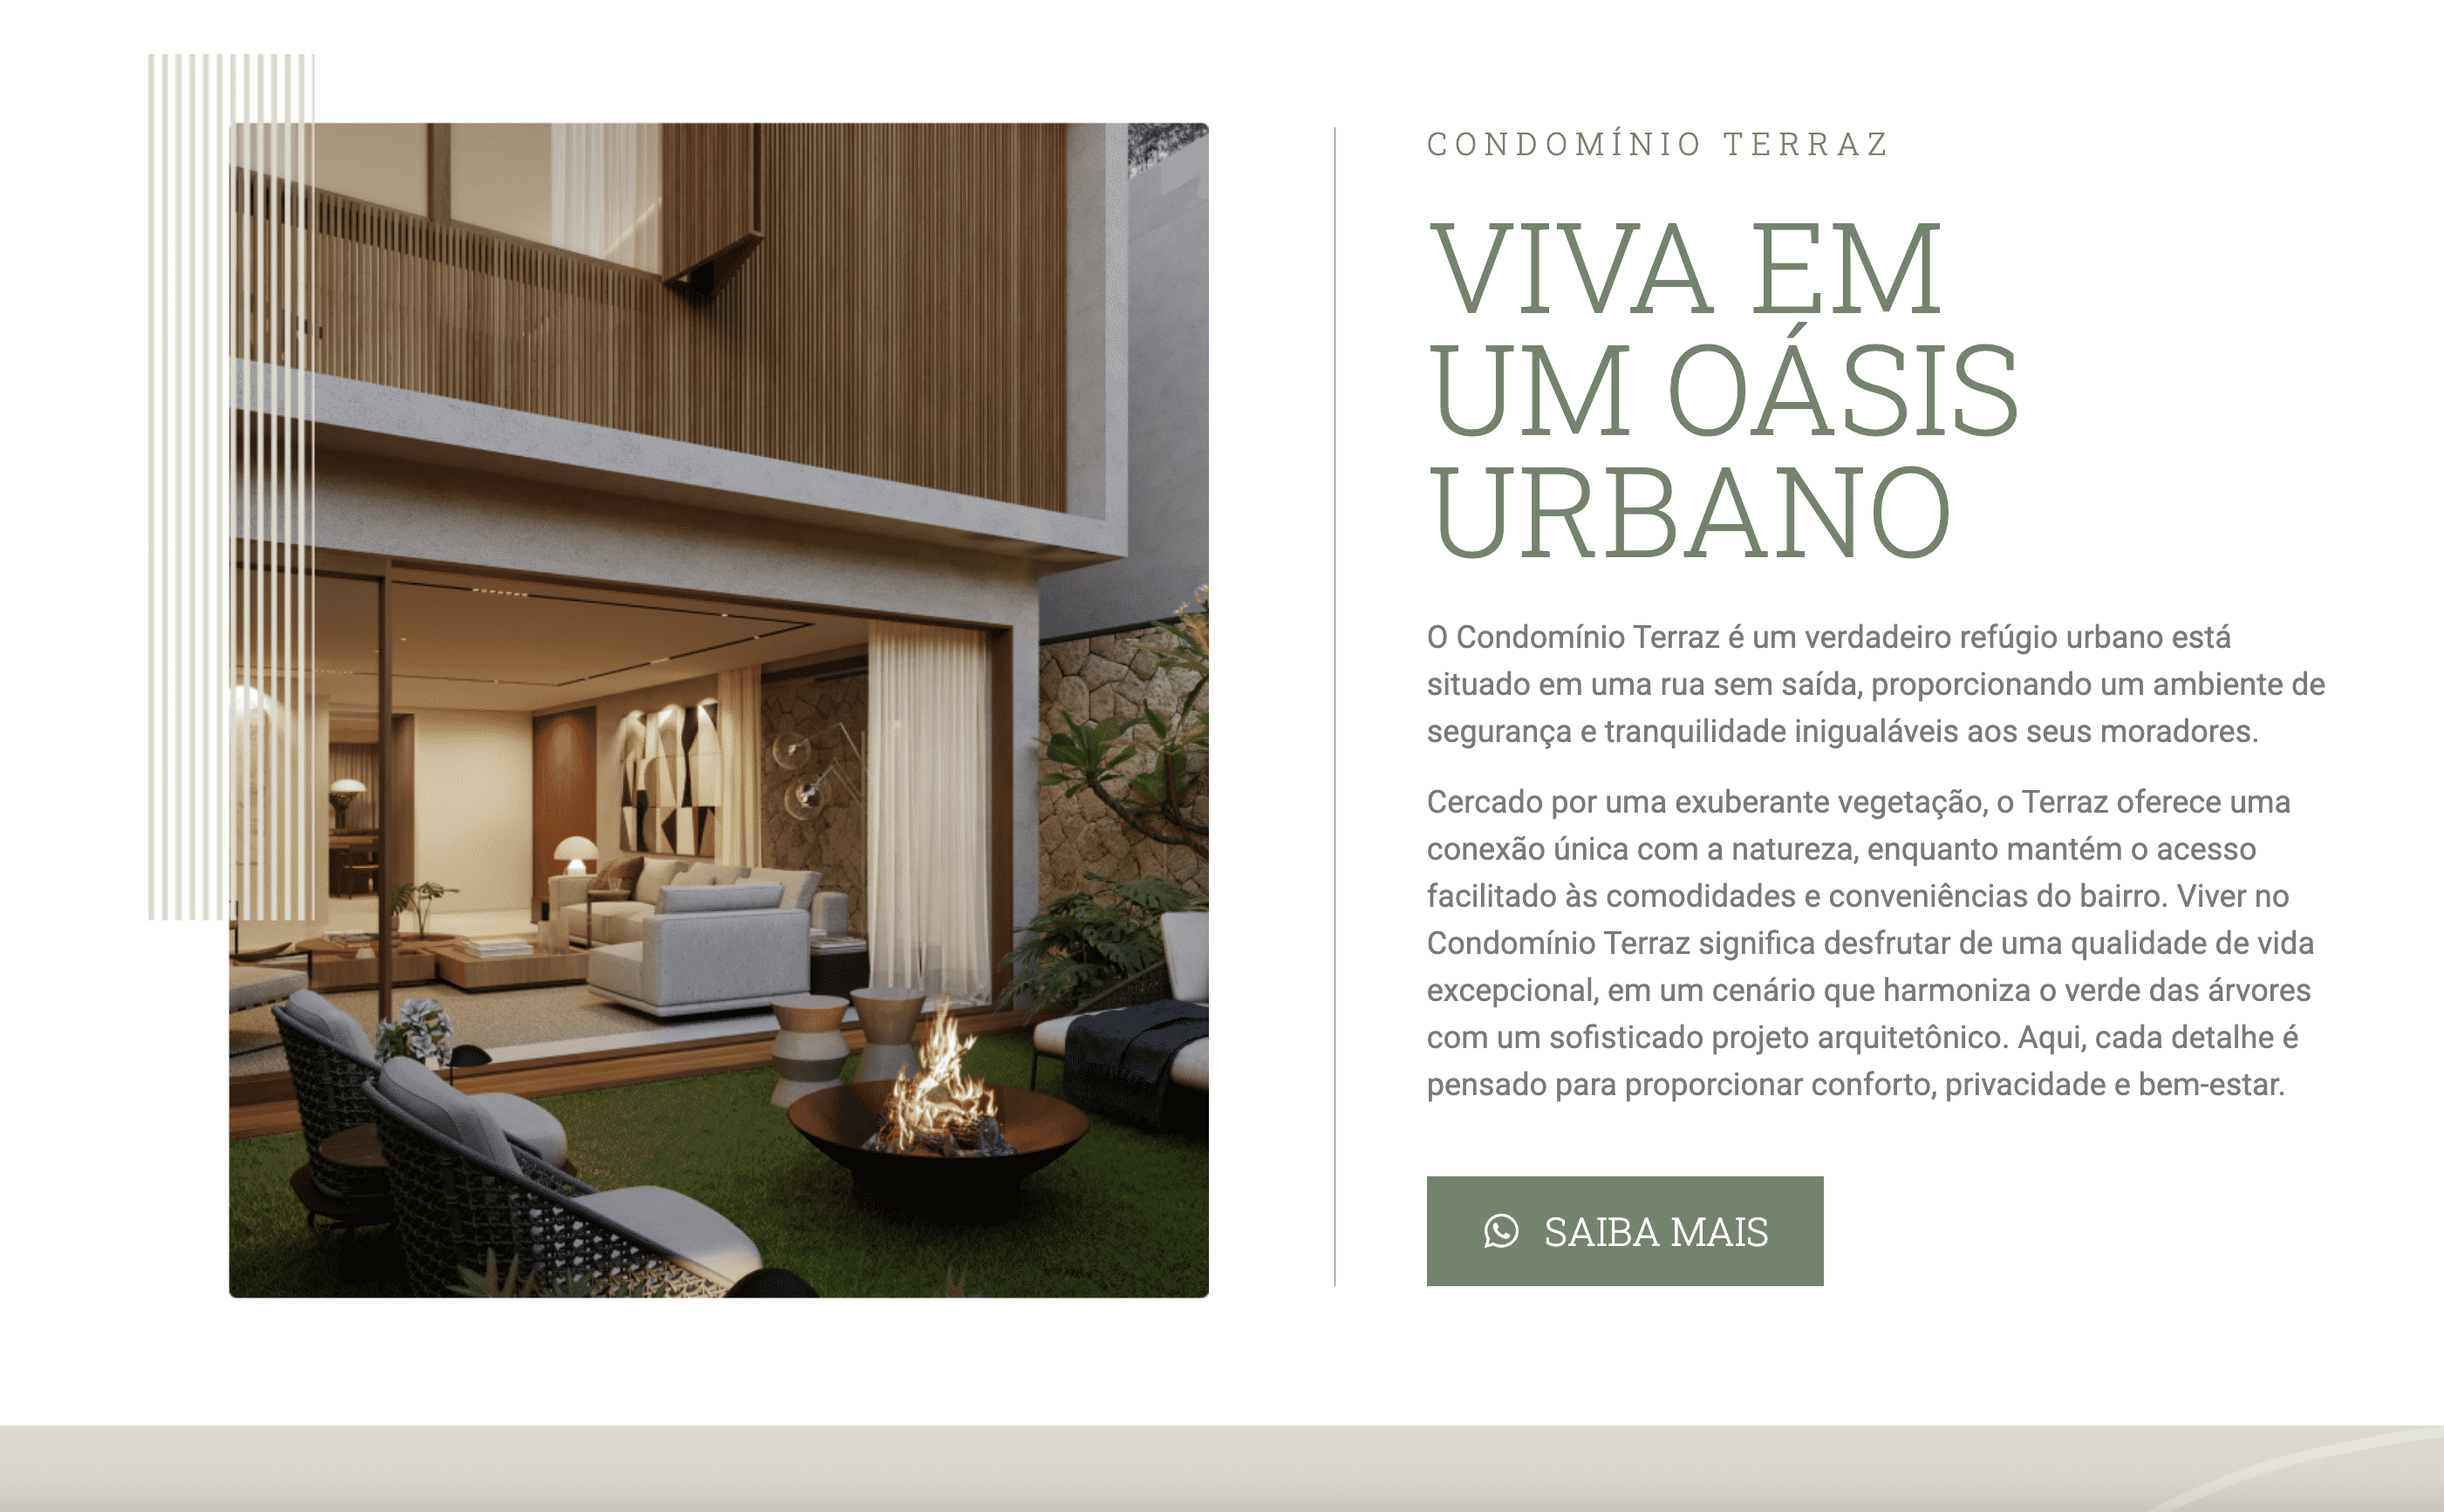 CONDOMÍNIO TERRAZ
VIVA EM
UM OÁSIS
URBANO
O Condomínio Terraz é um verdadeiro refúgio urbano está
situado em uma rua sem saída, proporcionando um ambiente de
segurança e tranquilidade inigualáveis aos seus moradores.
Cercado por uma exuberante vegetação, o Terraz oferece uma
conexão única com a natureza, enquanto mantém o acesso
facilitado às comodidades e conveniências do bairro. Viver no
Condomínio Terraz significa desfrutar de uma qualidade de vida
excepcional, em um cenário que harmoniza o verde das árvores
com um sofisticado projeto arquitetônico. Aqui, cada detalhe é
pensado para proporcionar conforto, privacidade e bem-estar.
SAIBA MAIS